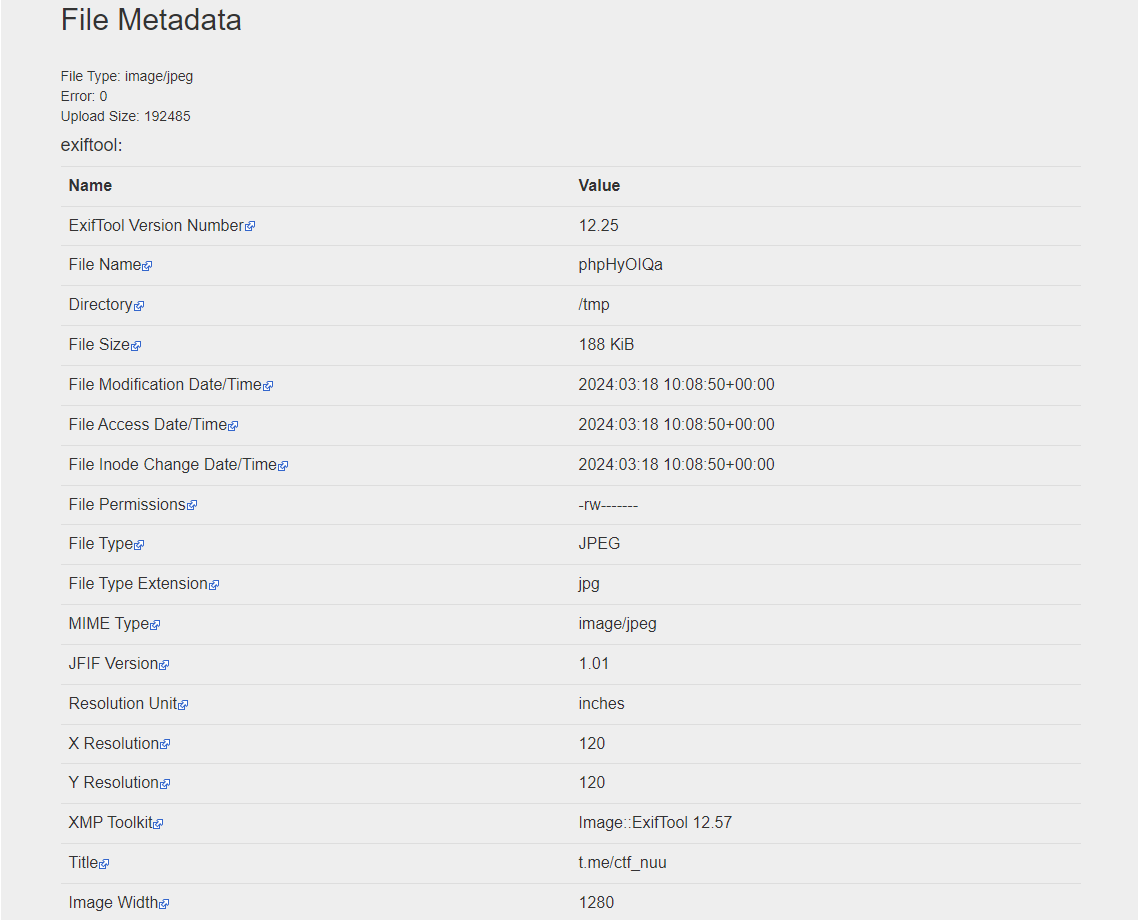 File Metadata
File Type: image/jpeg
Error: 0
Upload Size: 192485
exiftool:
Name Value
ExifTool Version Number 12.25
File Name phpHyOIQa
Directory /tmp
File Size 188 KiB
File Modification Date/Time 2024:03:18 10:08:50+00:00
File Access Date/Time 2024:03:18 10:08:50+00:00
File Inode Change Date/Time 2024:03:18 10:08:50+00:00
File Permissions -rw-------
File Type JPEG
File Type Extension jpg
MIME Type image/jpeg
JFIF Version 1.01
Resolution Unit inches
X Resolution 120
Y Resolution 120
XMP Toolkit Image::ExifTool 12.57
Title t.me/ctf_nuu
Image Width 1280